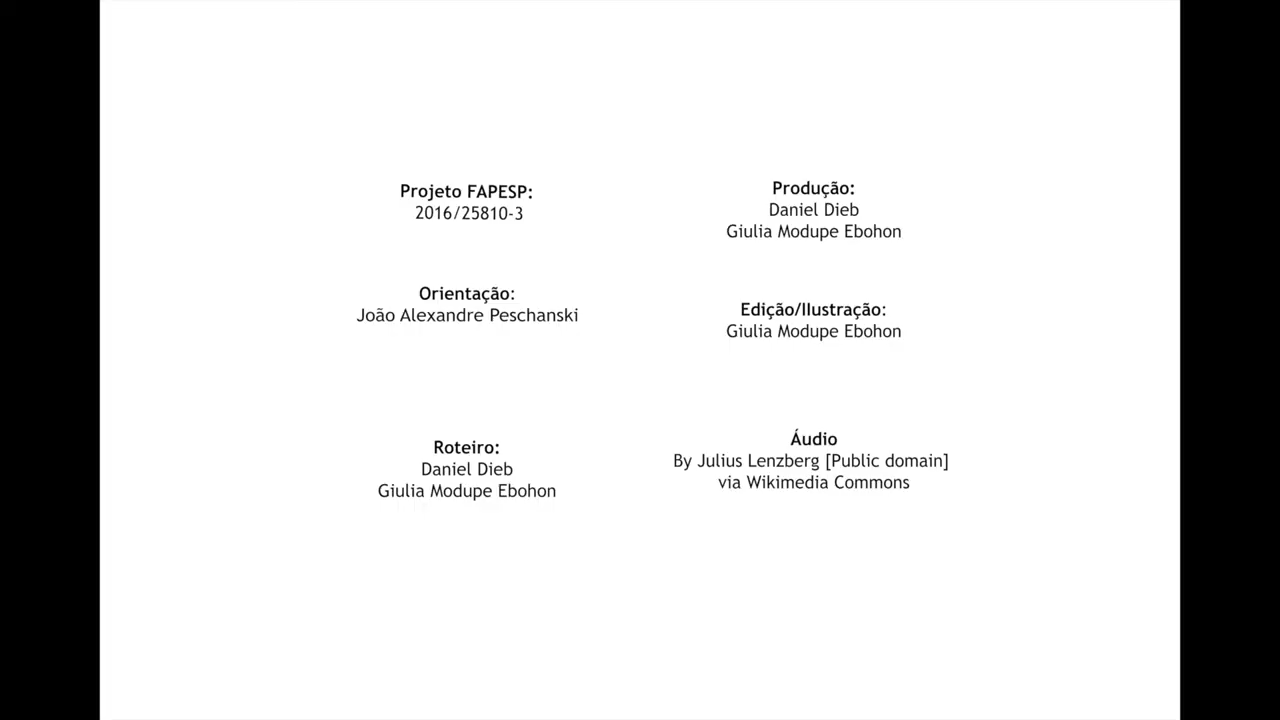 Projeto FAPESP:
2016/25810-3
Orientação:
João Alexandre Peschanski
Roteiro:
Daniel Dieb
Giulia Modupe Ebohon
Produção:
Daniel Dieb
Giulia Modupe Ebohon
Edição/Ilustração:
Giulia Modupe Ebohon
Áudio
By Julius Lenzberg [Public domain]
via Wikimedia Commons